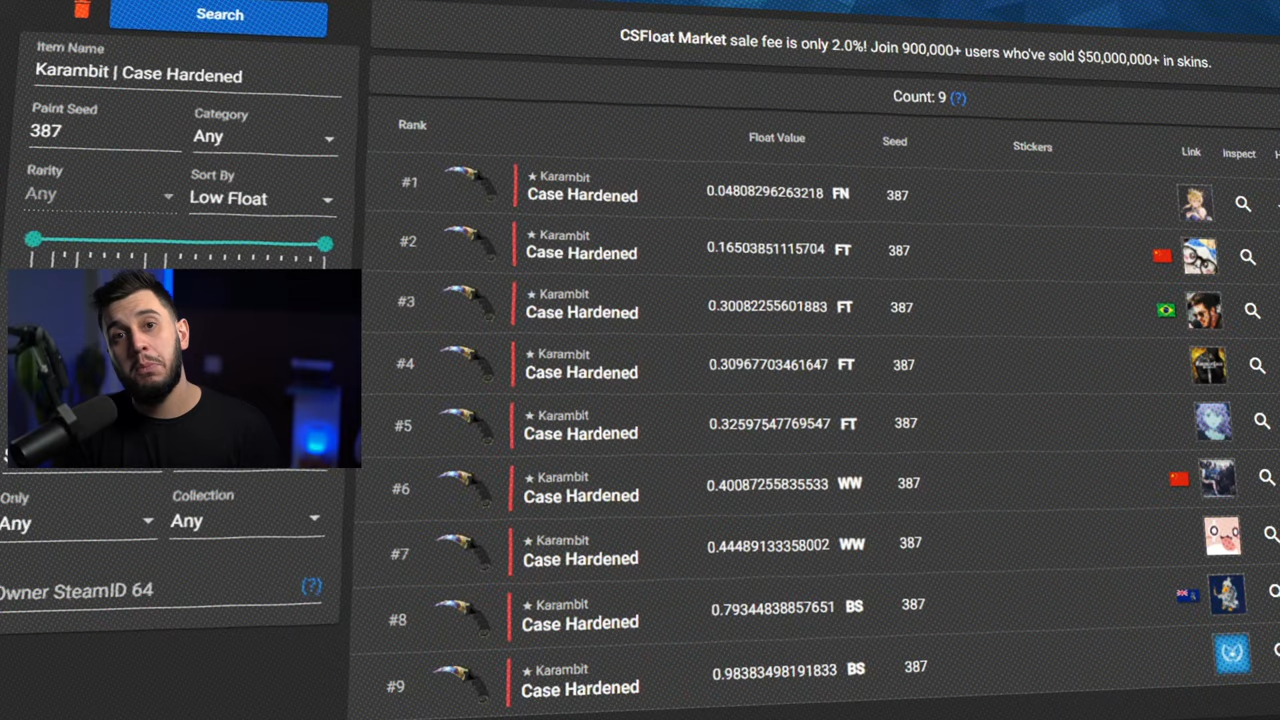 Search
Item Name
Karambit | Case Hardened
Paint Seed
387
Category
Any
Rarity
Any
Sort By
Low Float
Only
Any
Collection
Any
Owner SteamID 64
(?)
CSFloat Market sale fee is only 2.0%! Join 900,000+ users who've sold $50,000,000+ in skins.
Count: 9 (?)
Rank Float Value Seed Stickers Link Inspect
#1 ★ Karambit Case Hardened 0.04808296263218 FN 387
#2 ★ Karambit Case Hardened 0.16503851115704 FT 387
#3 ★ Karambit Case Hardened 0.30082255601883 FT 387
#4 ★ Karambit Case Hardened 0.30967703461647 FT 387
#5 ★ Karambit Case Hardened 0.32597547769547 FT 387
#6 ★ Karambit Case Hardened 0.40087255835533 WW 387
#7 ★ Karambit Case Hardened 0.44489133358002 WW 387
#8 ★ Karambit Case Hardened 0.79344838857651 BS 387
#9 ★ Karambit Case Hardened 0.98383498191833 BS 387